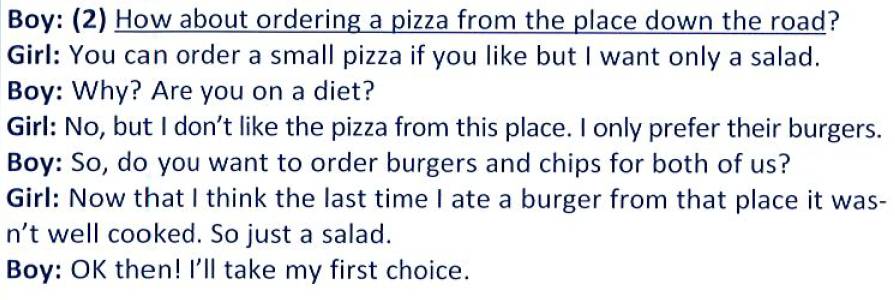 Boy: (2) How about ordering a pizza from the place down the road?
Girl: You can order a small pizza if you like but I want only a salad.
Boy: Why? Are you on a diet?
Girl: No, but I don't like the pizza from this place. I only prefer their burgers.
Boy: So, do you want to order burgers and chips for both of us?
Girl: Now that I think the last time I ate a burger from that place it was-
n't well cooked. So just a salad.
Boy: OK then! I'll take my first choice.